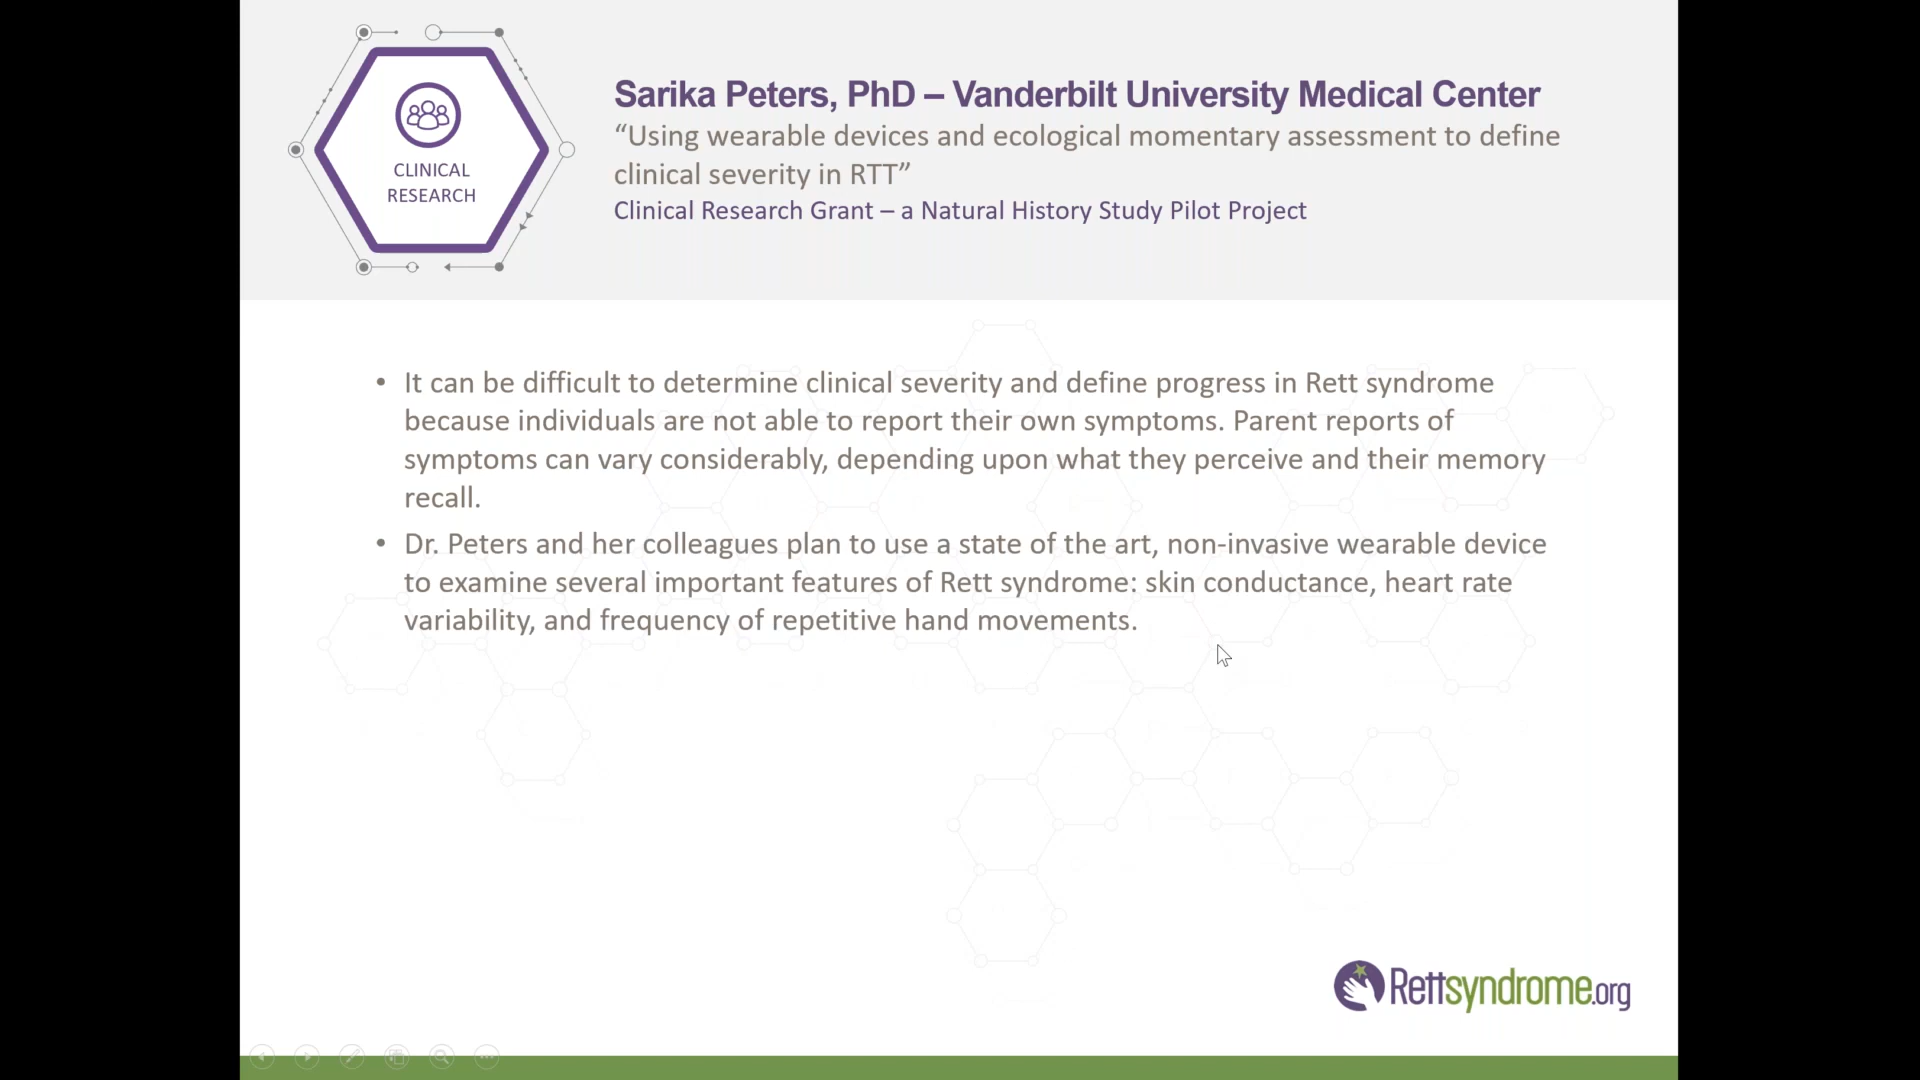 CLINICAL
RESEARCH
Sarika Peters, PhD – Vanderbilt University Medical Center
“Using wearable devices and ecological momentary assessment to define
clinical severity in RTT”
Clinical Research Grant – a Natural History Study Pilot Project
• It can be difficult to determine clinical severity and define progress in Rett syndrome
because individuals are not able to report their own symptoms. Parent reports of
symptoms can vary considerably, depending upon what they perceive and their memory
recall.
• Dr. Peters and her colleagues plan to use a state of the art, non-invasive wearable device
to examine several important features of Rett syndrome: skin conductance, heart rate
variability, and frequency of repetitive hand movements.
Rettsyndrome.org